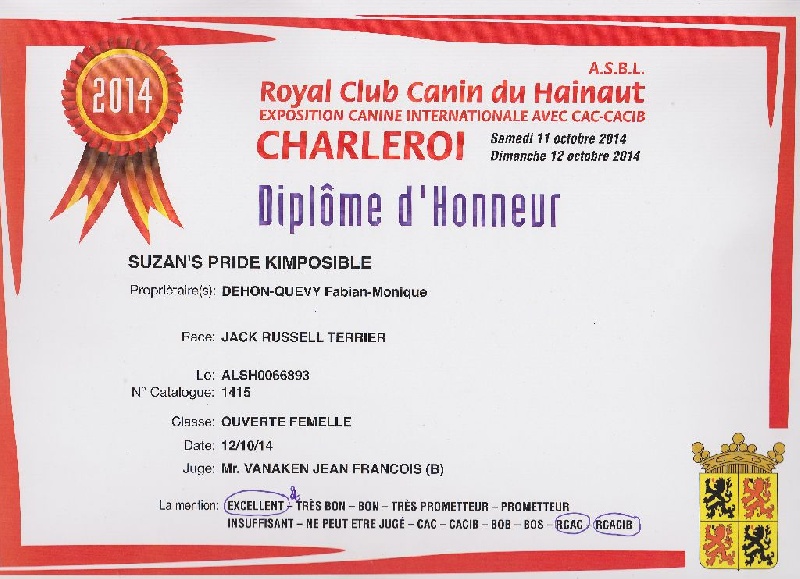 2014
A.S.B.L.
Royal Club Canin du Hainaut
EXPOSITION CANINE INTERNATIONALE AVEC CAC-CACIB
CHARLEROI
Samedi 11 octobre 2014
Dimanche 12 octobre 2014
Diplôme d'Honneur
SUZAN'S PRIDE KIMPOSIBLE
Propriètaire(s): DEHON-QUEVY Fabian-Monique
Race: JACK RUSSELL TERRIER
Lo: ALSH0066893
N° Catalogue: 1415
Classe: OUVERTE FEMELLE
Date: 12/10/14
Juge: Mr. VANAKEN JEAN FRANCOIS (B)
La mention: EXCELLENT – TRÈS BON – BON – TRÈS PROMETTEUR – PROMETTEUR
INSUFFISANT – NE PEUT ETRE JUGÉ – CAC – CACIB – BOB – BOS – RCAC – RCACIB